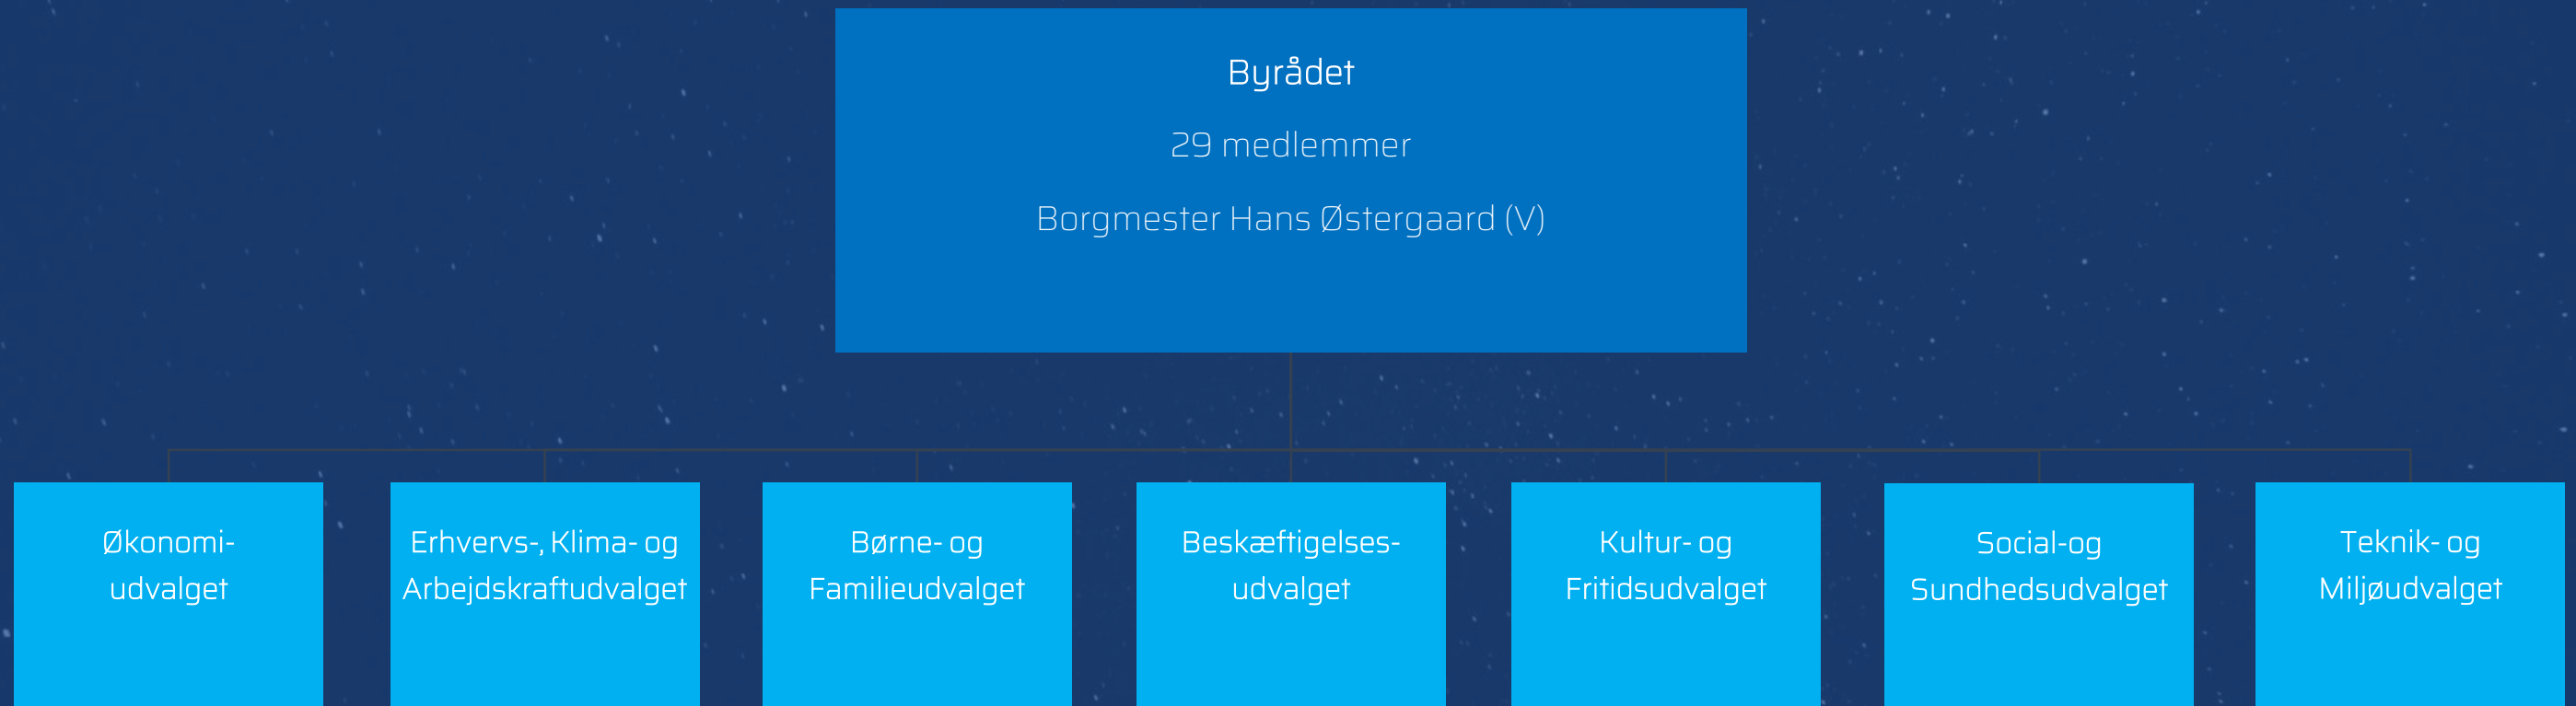 Byrådet
29 medlemmer
Borgmester Hans Østergaard (V)
Økonomi-
udvalget
Erhvervs-, Klima- og
Arbejdskraftudvalget
Børne- og
Familieudvalget
Beskæftigelses-
udvalget
Kultur- og
Fritidsudvalget
Social-og
Sundhedsudvalget
Teknik- og
Miljøudvalget